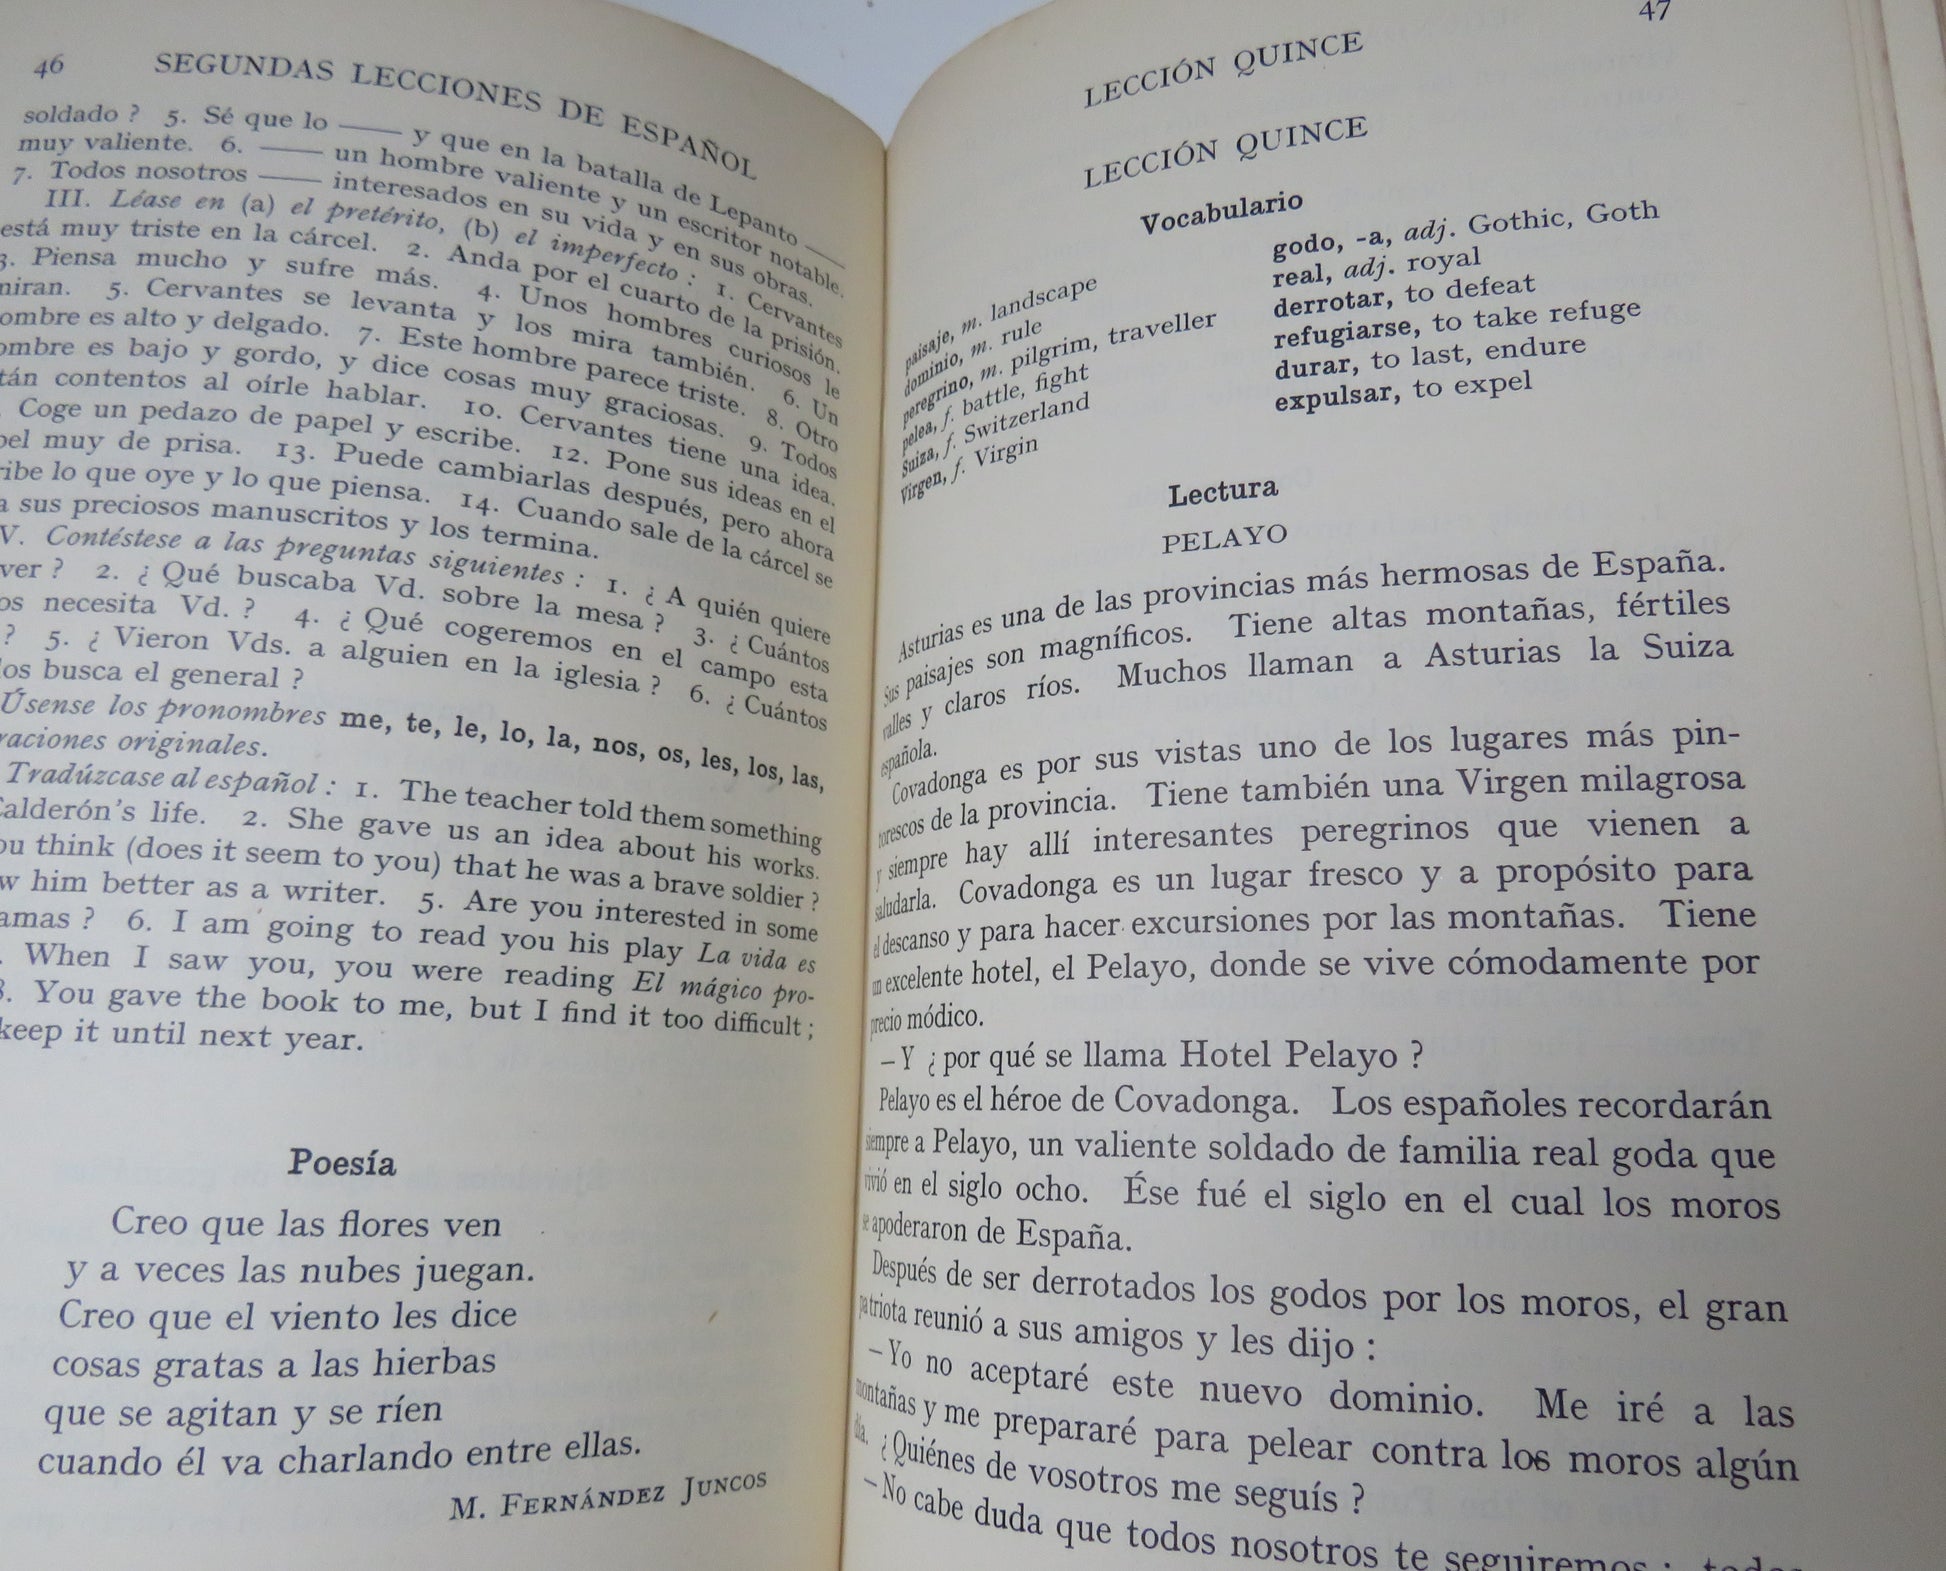 46 SEGUNDAS LECCIONES DE ESPAÑOL
soldado ? 5. Sé que lo —— y que en la batalla de Lepanto ——
muy valiente. 6. —— un hombre valiente y un escritor notable.
7. Todos nosotros —— interesados en su vida y en sus obras.
III. Léase en (a) el pretérito, (b) el imperfecto : 1. Cervantes
está muy triste en la cárcel. 2. Anda por el cuarto de la prisión.
3. Piensa mucho y sufre más. 4. Unos hombres curiosos le
miran. 5. Cervantes se levanta y los mira también. 6. Un
hombre es alto y delgado. 7. Este hombre parece triste. 8. Otro
hombre es bajo y gordo, y dice cosas muy graciosas. 9. Todos
están contentos al oírle hablar. 10. Cervantes tiene una idea.
Coge un pedazo de papel y escribe. 12. Pone sus ideas en el
papel muy de prisa. 13. Puede cambiarlas después, pero ahora
escribe lo que oye y lo que piensa. 14. Cuando sale de la cárcel se
sus preciosos manuscritos y los termina.
V. Contéstese a las preguntas siguientes : 1. ¿ A quién quiere
ver ? 2. ¿ Qué buscaba Vd. sobre la mesa ? 3. ¿ Cuántos
necesita Vd. ? 4. ¿ Qué cogeremos en el campo esta
? 5. ¿ Vieron Vds. a alguien en la iglesia ? 6. ¿ Cuántos
busca el general ?
Úsense los pronombres me, te, le, lo, la, nos, os, les, los, las,
originales.
Tradúzcase al español : 1. The teacher told them something
Calderón's life. 2. She gave us an idea about his works.
you think (does it seem to you) that he was a brave soldier ?
him better as a writer. 5. Are you interested in some
? 6. I am going to read you his play La vida es
When I saw you, you were reading El mágico pro-
8. You gave the book to me, but I find it too difficult ;
keep it until next year.
Poesía
Creo que las flores ven
y a veces las nubes juegan.
Creo que el viento les dice
cosas gratas a las hierbas
que se agitan y se ríen
cuando él va charlando entre ellas.
M. FERNÁNDEZ JUNCOS
LECCIÓN QUINCE 47
LECCIÓN QUINCE
Vocabulario
paisaje, m. landscape
dominio, m. rule
peregrino, m. pilgrim, traveller
pelea, f. battle, fight
Suiza, f. Switzerland
Virgen, f. Virgin
godo, -a, adj. Gothic, Goth
real, adj. royal
derrotar, to defeat
refugiarse, to take refuge
durar, to last, endure
expulsar, to expel
Lectura
PELAYO
Asturias es una de las provincias más hermosas de España.
Sus paisajes son magníficos. Tiene altas montañas, fértiles
valles y claros ríos. Muchos llaman a Asturias la Suiza
española.
Covadonga es por sus vistas uno de los lugares más pin-
torescos de la provincia. Tiene también una Virgen milagrosa
y siempre hay allí interesantes peregrinos que vienen a
saludarla. Covadonga es un lugar fresco y a propósito para
el descanso y para hacer excursiones por las montañas. Tiene
un excelente hotel, el Pelayo, donde se vive cómodamente por
precio módico.
— Y ¿ por qué se llama Hotel Pelayo ?
Pelayo es el héroe de Covadonga. Los españoles recordarán
siempre a Pelayo, un valiente soldado de familia real goda que
vivió en el siglo ocho. Ése fué el siglo en el cual los moros
se apoderaron de España.
Después de ser derrotados los godos por los moros, el gran
patriota reunió a sus amigos y les dijo :
— Yo no aceptaré este nuevo dominio. Me iré a las
montañas y me prepararé para pelear contra los moros algún
día. ¿ Quiénes de vosotros me seguís ?
— No cabe duda que todos nosotros te seguiremos ;